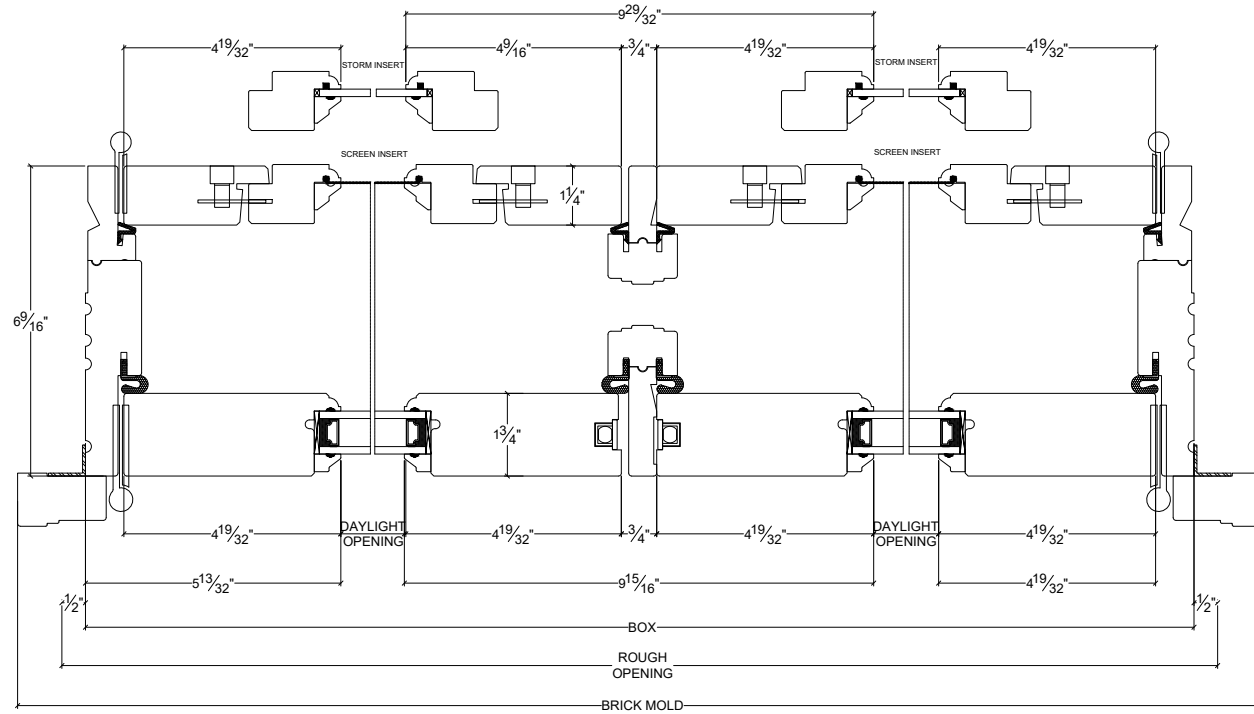 9 29/32"
4 19/32" 4 9/16" 3/4" 4 19/32" 4 19/32"
STORM INSERT STORM INSERT
SCREEN INSERT SCREEN INSERT
1 1/4"
6 9/16"
1 3/4"
4 19/32" DAYLIGHT OPENING 4 19/32" 3/4" 4 19/32" DAYLIGHT OPENING 4 19/32"
5 13/32" 9 15/16" 4 19/32"
1/2" 1/2"
BOX
ROUGH
OPENING
BRICK MOLD